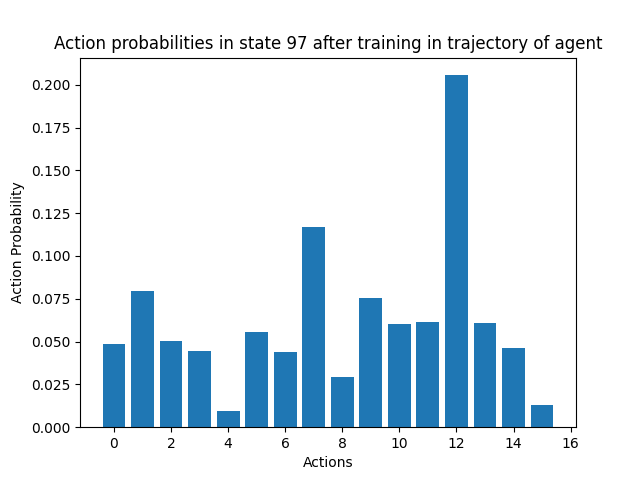 Action probabilities in state 97 after training in trajectory of agent
0.200
0.175
0.150
0.125
0.100
0.075
0.050
0.025
0.000
Action Probability
0 2 4 6 8 10 12 14 16
Actions